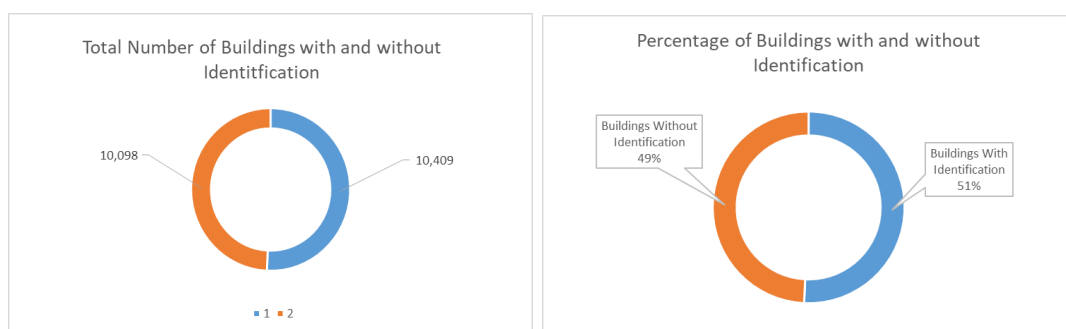 Total Number of Buildings with and without
Identitfication
10,098
10,409
1 2
Percentage of Buildings with and without
Identification
Buildings Without
Identification
49%
Buildings With
Identification
51%